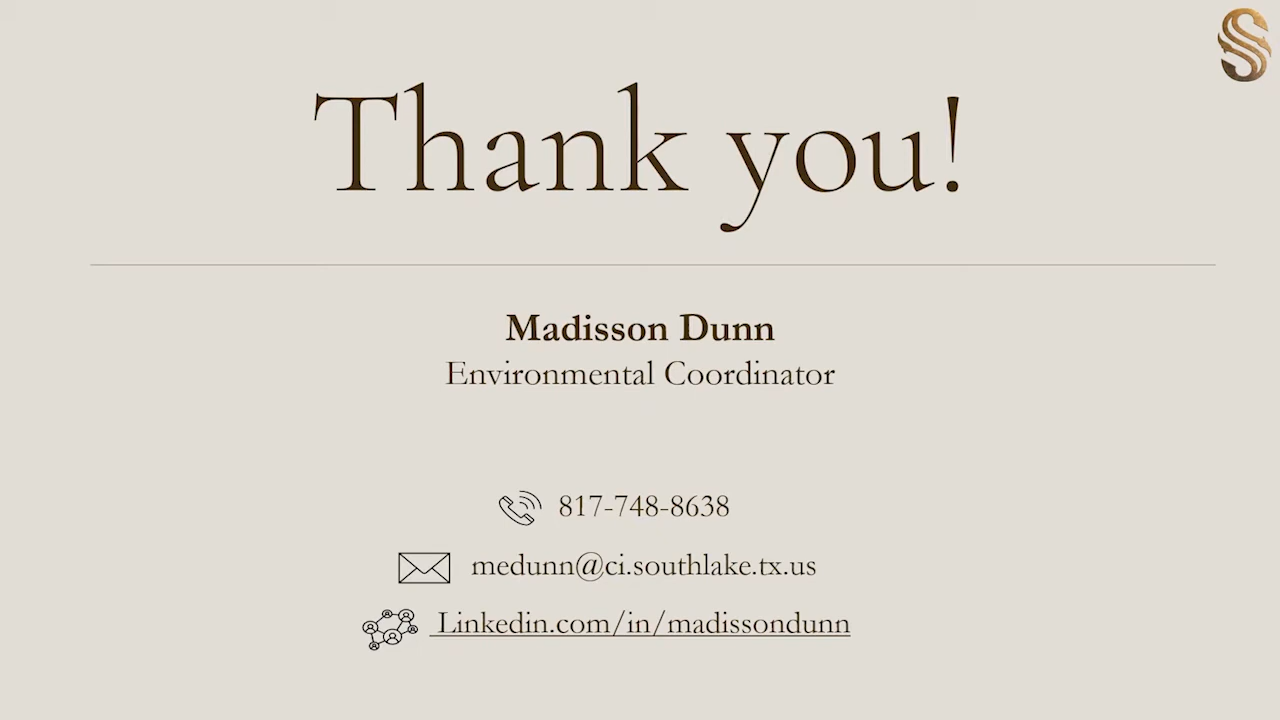 Thank you!
Madisson Dunn
Environmental Coordinator
817-748-8638
medunn@ci.southlake.tx.us
Linkedin.com/in/madissondunn